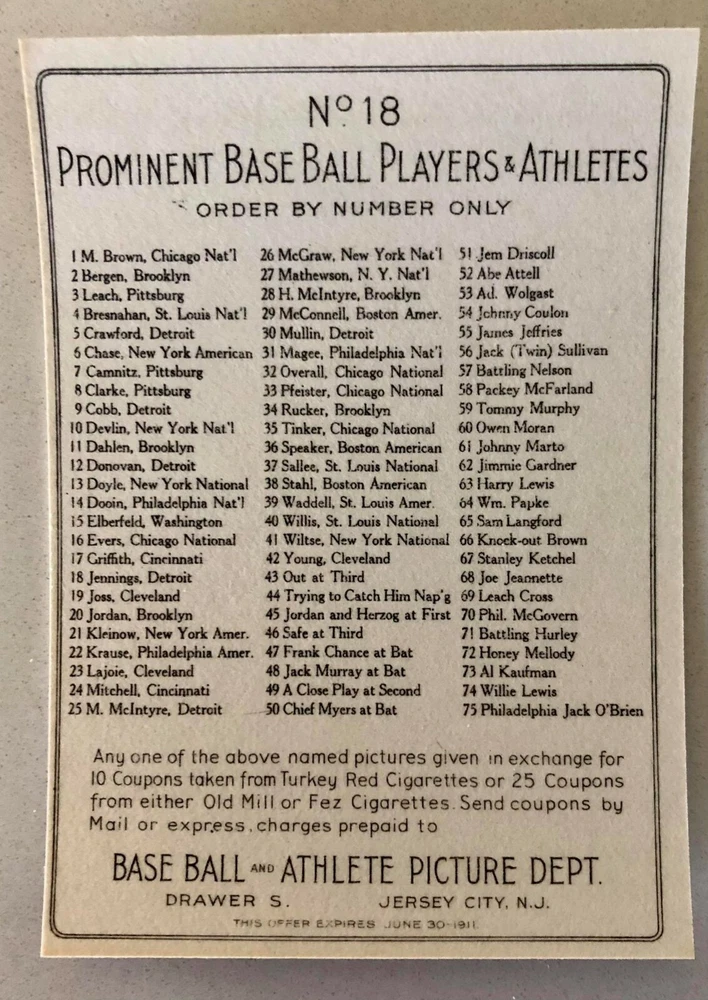 No 18
PROMINENT BASE BALL PLAYERS & ATHLETES
ORDER BY NUMBER ONLY
1 M. Brown, Chicago Nat'l
2 Bergen, Brooklyn
3 Leach, Pittsburg
4 Bresnahan, St. Louis Nat'l
5 Crawford, Detroit
6 Chase, New York American
7 Camnitz, Pittsburg
8 Clarke, Pittsburg
9 Cobb, Detroit
10 Devlin, New York Nat'l
11 Dahlen, Brooklyn
12 Donovan, Detroit
13 Doyle, New York National
14 Dooin, Philadelphia Nat'l
15 Elberfeld, Washington
16 Evers, Chicago National
17 Griffith, Cincinnati
18 Jennings, Detroit
19 Joss, Cleveland
20 Jordan, Brooklyn
21 Kleinow, New York Amer.
22 Krause, Philadelphia Amer.
23 Lajoie, Cleveland
24 Mitchell, Cincinnati
25 M. McIntyre, Detroit
26 McGraw, New York Nat'l
27 Mathewson, N. Y. Nat'l
28 H. McIntyre, Brooklyn
29 McConnell, Boston Amer.
30 Mullin, Detroit
31 Magee, Philadelphia Nat'l
32 Overall, Chicago National
33 Pfeister, Chicago National
34 Rucker, Brooklyn
35 Tinker, Chicago National
36 Speaker, Boston American
37 Sallee, St. Louis National
38 Stahl, Boston American
39 Waddell, St. Louis Amer.
40 Willis, St. Louis National
41 Wiltse, New York National
42 Young, Cleveland
43 Out at Third
44 Trying to Catch Him Nap'g
45 Jordan and Herzog at First
46 Safe at Third
47 Frank Chance at Bat
48 Jack Murray at Bat
49 A Close Play at Second
50 Chief Myers at Bat
51 Jem Driscoll
52 Abe Attell
53 Ad. Wolgast
54 Johnny Coulon
55 James Jeffries
56 Jack (Twin) Sullivan
57 Battling Nelson
58 Packey McFarland
59 Tommy Murphy
60 Owen Moran
61 Johnny Marto
62 Jimmie Gardner
63 Harry Lewis
64 Wm. Papke
65 Sam Langford
66 Knock-out Brown
67 Stanley Ketchel
68 Joe Jeannette
69 Leach Cross
70 Phil. McGovern
71 Battling Hurley
72 Honey Mellody
73 Al Kaufman
74 Willie Lewis
75 Philadelphia Jack O'Brien
Any one of the above named pictures given in exchange for
10 Coupons taken from Turkey Red Cigarettes or 25 Coupons
from either Old Mill or Fez Cigarettes. Send coupons by
Mail or express, charges prepaid to
BASE BALL AND ATHLETE PICTURE DEPT.
DRAWER S. JERSEY CITY, N.J.
THIS OFFER EXPIRES JUNE 30-1911.